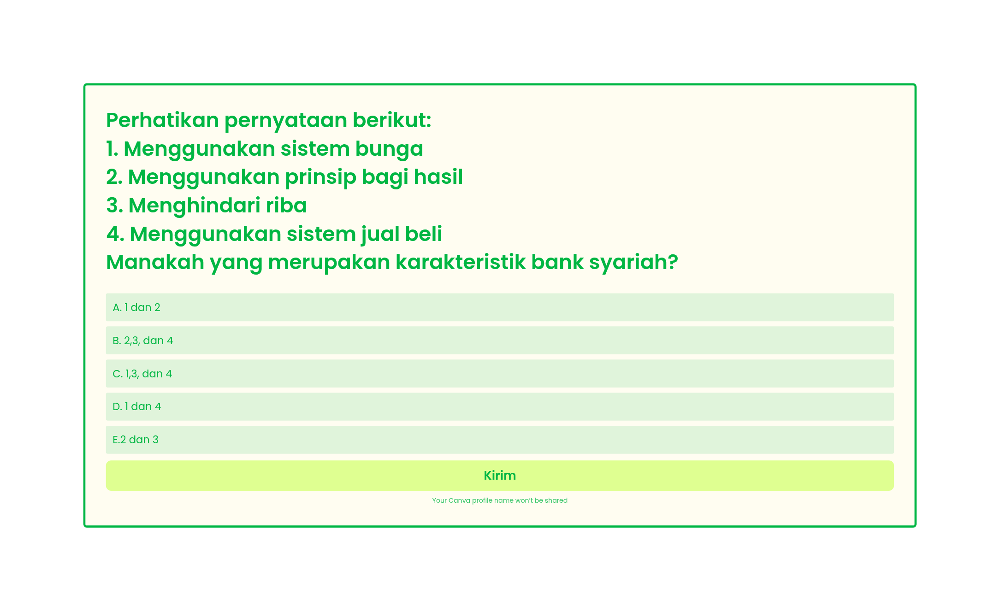 Perhatikan pernyataan berikut:
1. Menggunakan sistem bunga
2. Menggunakan prinsip bagi hasil
3. Menghindari riba
4. Menggunakan sistem jual beli
Manakah yang merupakan karakteristik bank syariah?
A. 1 dan 2
B. 2,3, dan 4
C. 1,3, dan 4
D. 1 dan 4
E.2 dan 3
Kirim
Your Canva profile name won't be shared